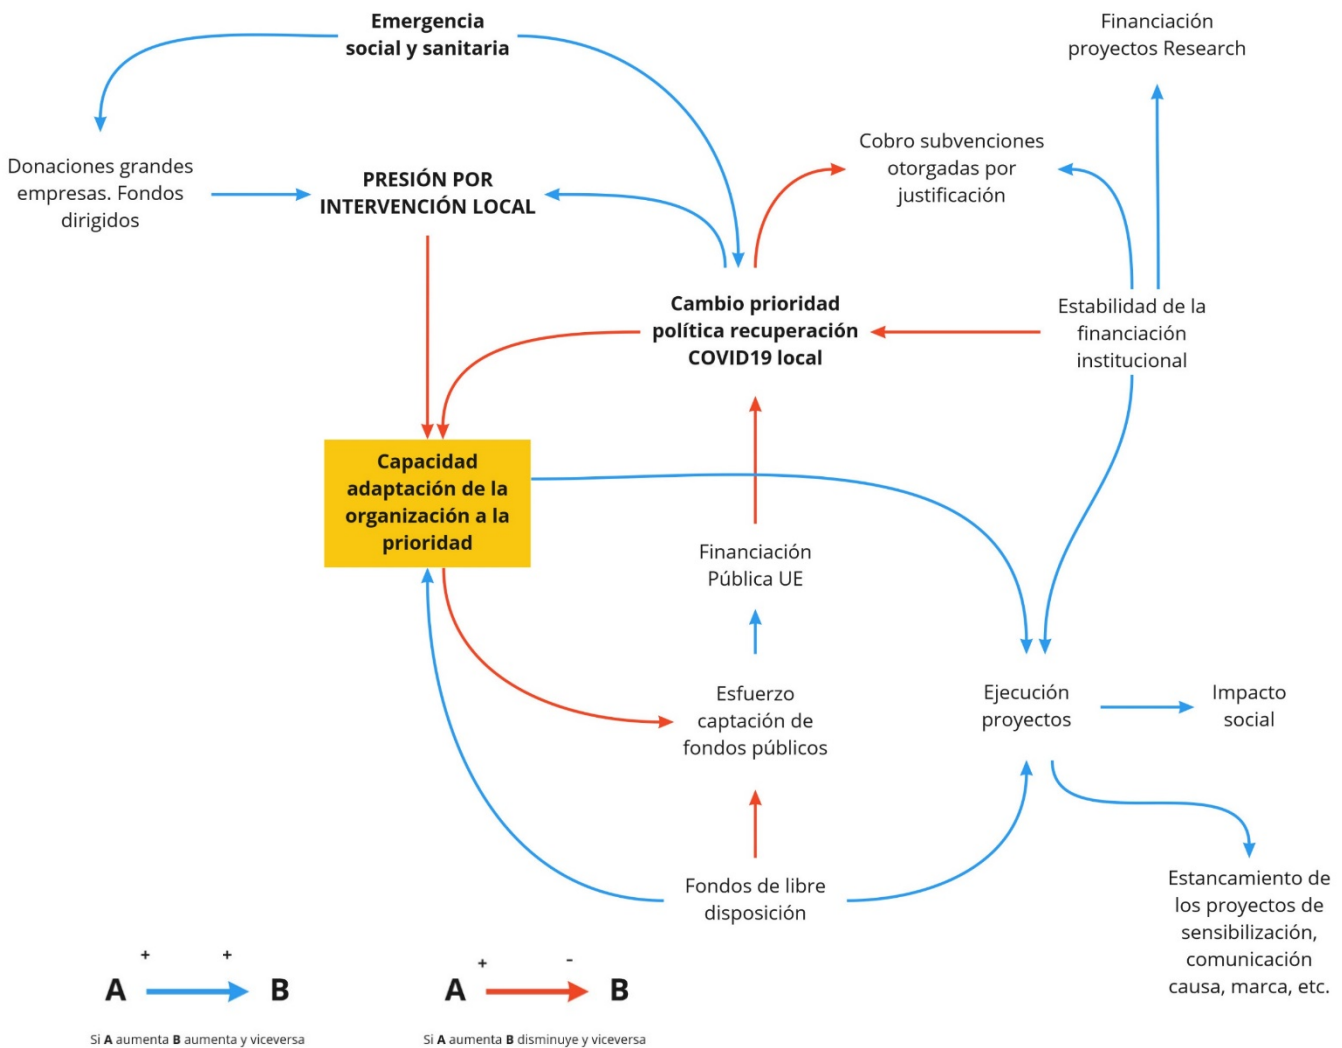 Emergencia
social y sanitaria
Financiación
proyectos Research
Cobro subvenciones
otorgadas por
justificación
Donaciones grandes
empresas. Fondos
dirigidos
PRESIÓN POR
INTERVENCIÓN LOCAL
Cambio prioridad
política recuperación
COVID19 local
Estabilidad de la
financiación
institucional
Capacidad
adaptación de la
organización a la
prioridad
Financiación
Pública UE
Esfuerzo
captación de
fondos públicos
Ejecución
proyectos
Impacto
social
Fondos de libre
disposición
Estancamiento de
los proyectos de
sensibilización,
comunicación
causa, marca, etc.
+ +
A B
Si A aumenta B aumenta y viceversa
+ -
A B
Si A aumenta B disminuye y viceversa